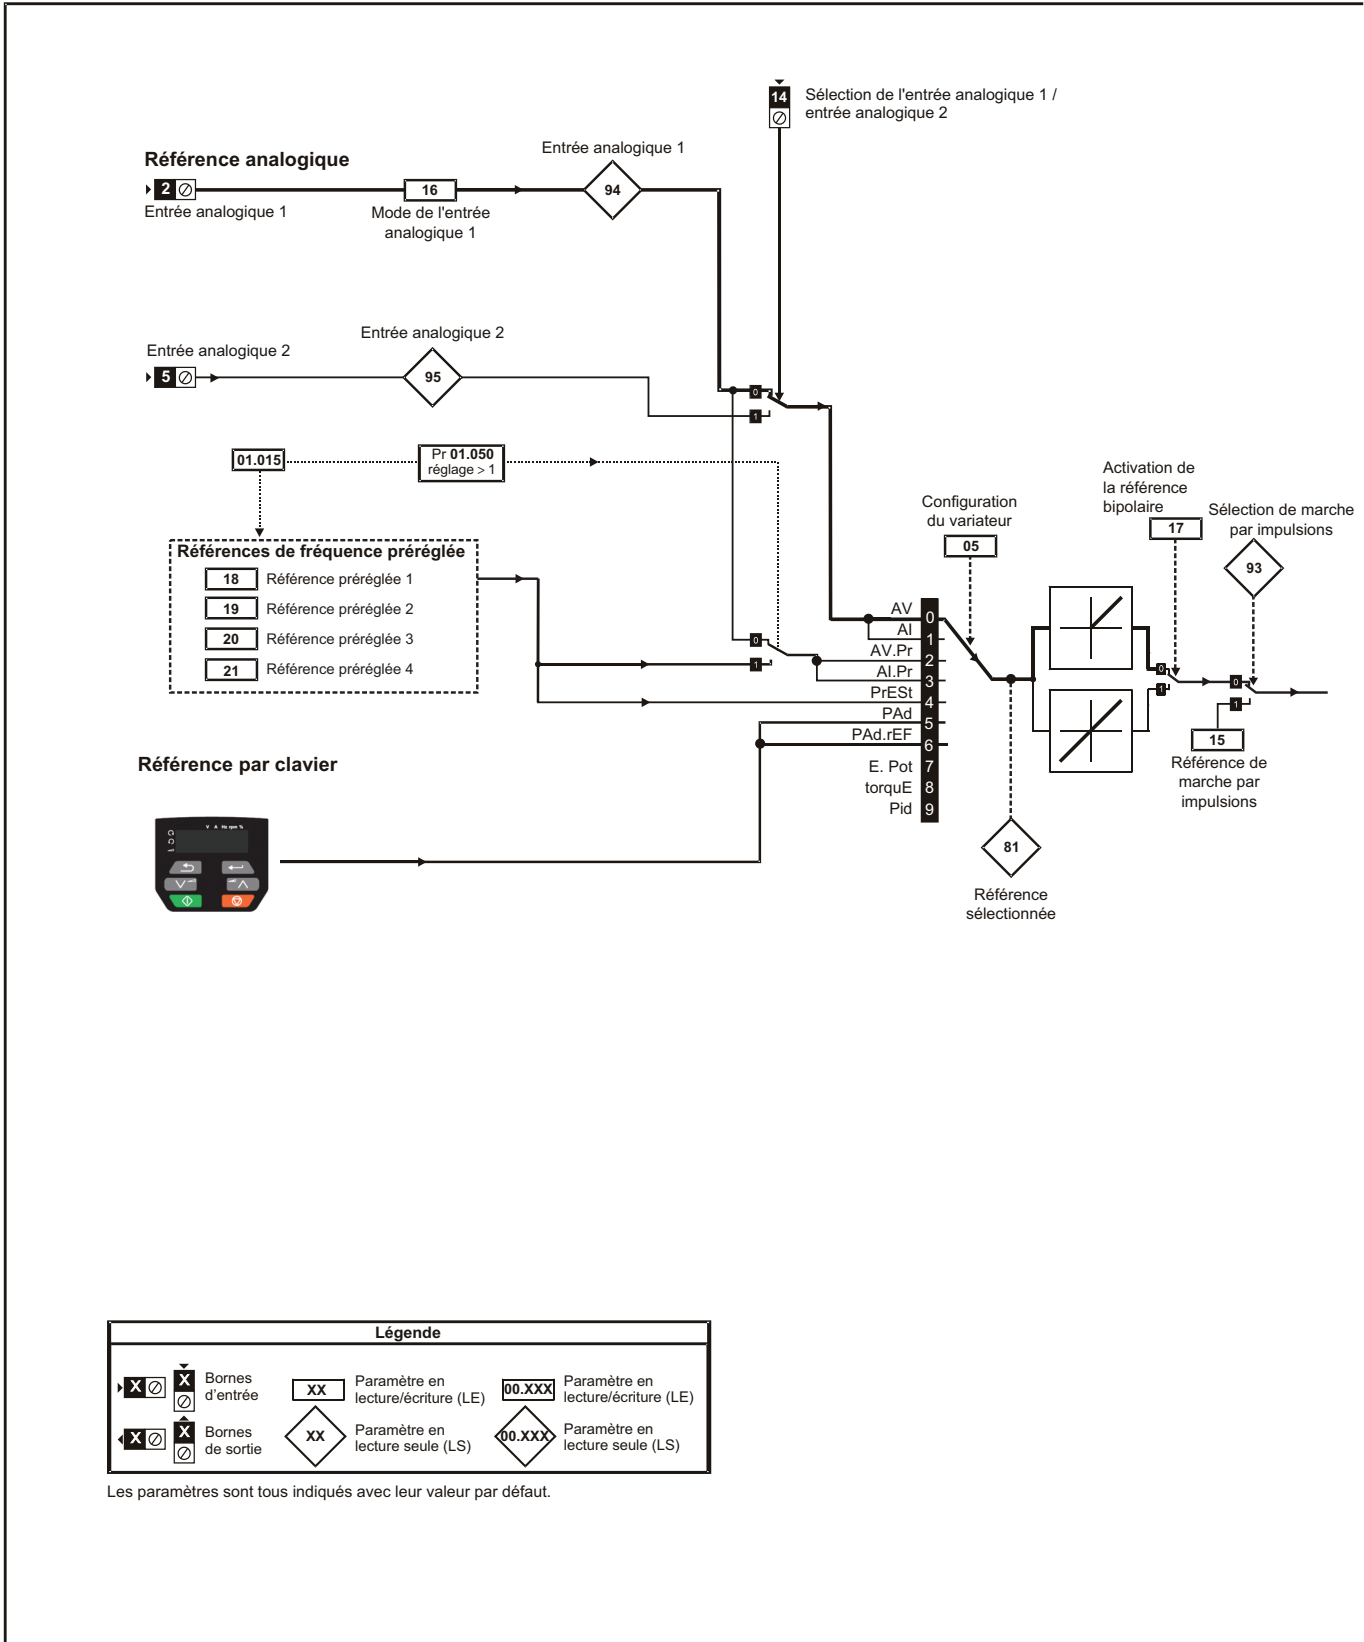 14
Sélection de l'entrée analogique 1 /
entrée analogique 2
Référence analogique
Entrée analogique 1
2
16
94
Entrée analogique 1
Mode de l'entrée
analogique 1
Entrée analogique 2
Entrée analogique 2
5
95
0
1
01.015
Pr 01.050
réglage > 1
Références de fréquence préréglée
18 Référence préréglée 1
19 Référence préréglée 2
20 Référence préréglée 3
21 Référence préréglée 4
0
1
Configuration
du variateur
05
Activation de
la référence
bipolaire
17
Sélection de marche
par impulsions
93
AV 0
AI 1
AV.Pr 2
AI.Pr 3
PrESt 4
PAd 5
PAd.rEF 6
E. Pot 7
torquE 8
Pid 9
0
1
0
1
15
Référence de
marche par
impulsions
81
Référence
sélectionnée
Référence par clavier
V A Hz rpm %
Légende
X
X
Bornes
d'entrée
XX
Paramètre en
lecture/écriture (LE)
00.XXX
Paramètre en
lecture/écriture (LE)
X
X
Bornes
de sortie
XX
Paramètre en
lecture seule (LS)
00.XXX
Paramètre en
lecture seule (LS)
Les paramètres sont tous indiqués avec leur valeur par défaut.